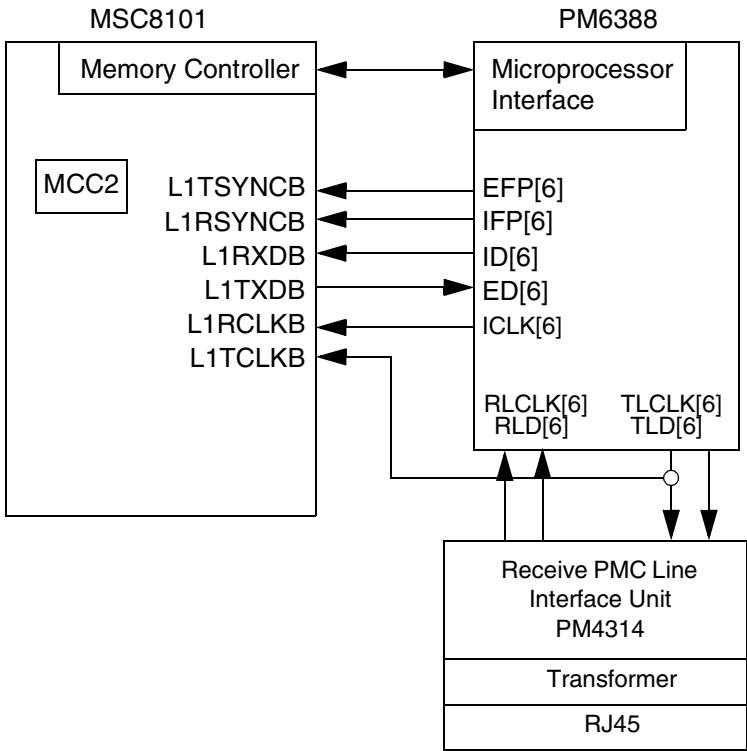 MSC8101
PM6388
Memory Controller
Microprocessor
Interface
MCC2
L1TSYNCB
EFP[6]
L1RSYNCB
IFP[6]
L1RXDB
ID[6]
L1TXDB
ED[6]
L1RCLKB
ICLK[6]
L1TCLKB
RLCLK[6]
TLCLK[6]
RLD[6]
TLD[6]
Receive PMC Line
Interface Unit
PM4314
Transformer
RJ45